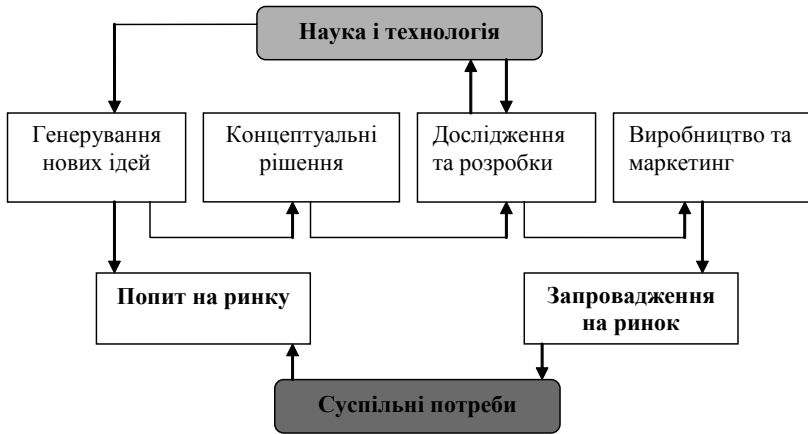 Наука і технологія
Генерування
нових ідей
Концептуальні
рішення
Дослідження
та розробки
Виробництво та
маркетинг
Попит на ринку
Запровадження
на ринок
Суспільні потреби